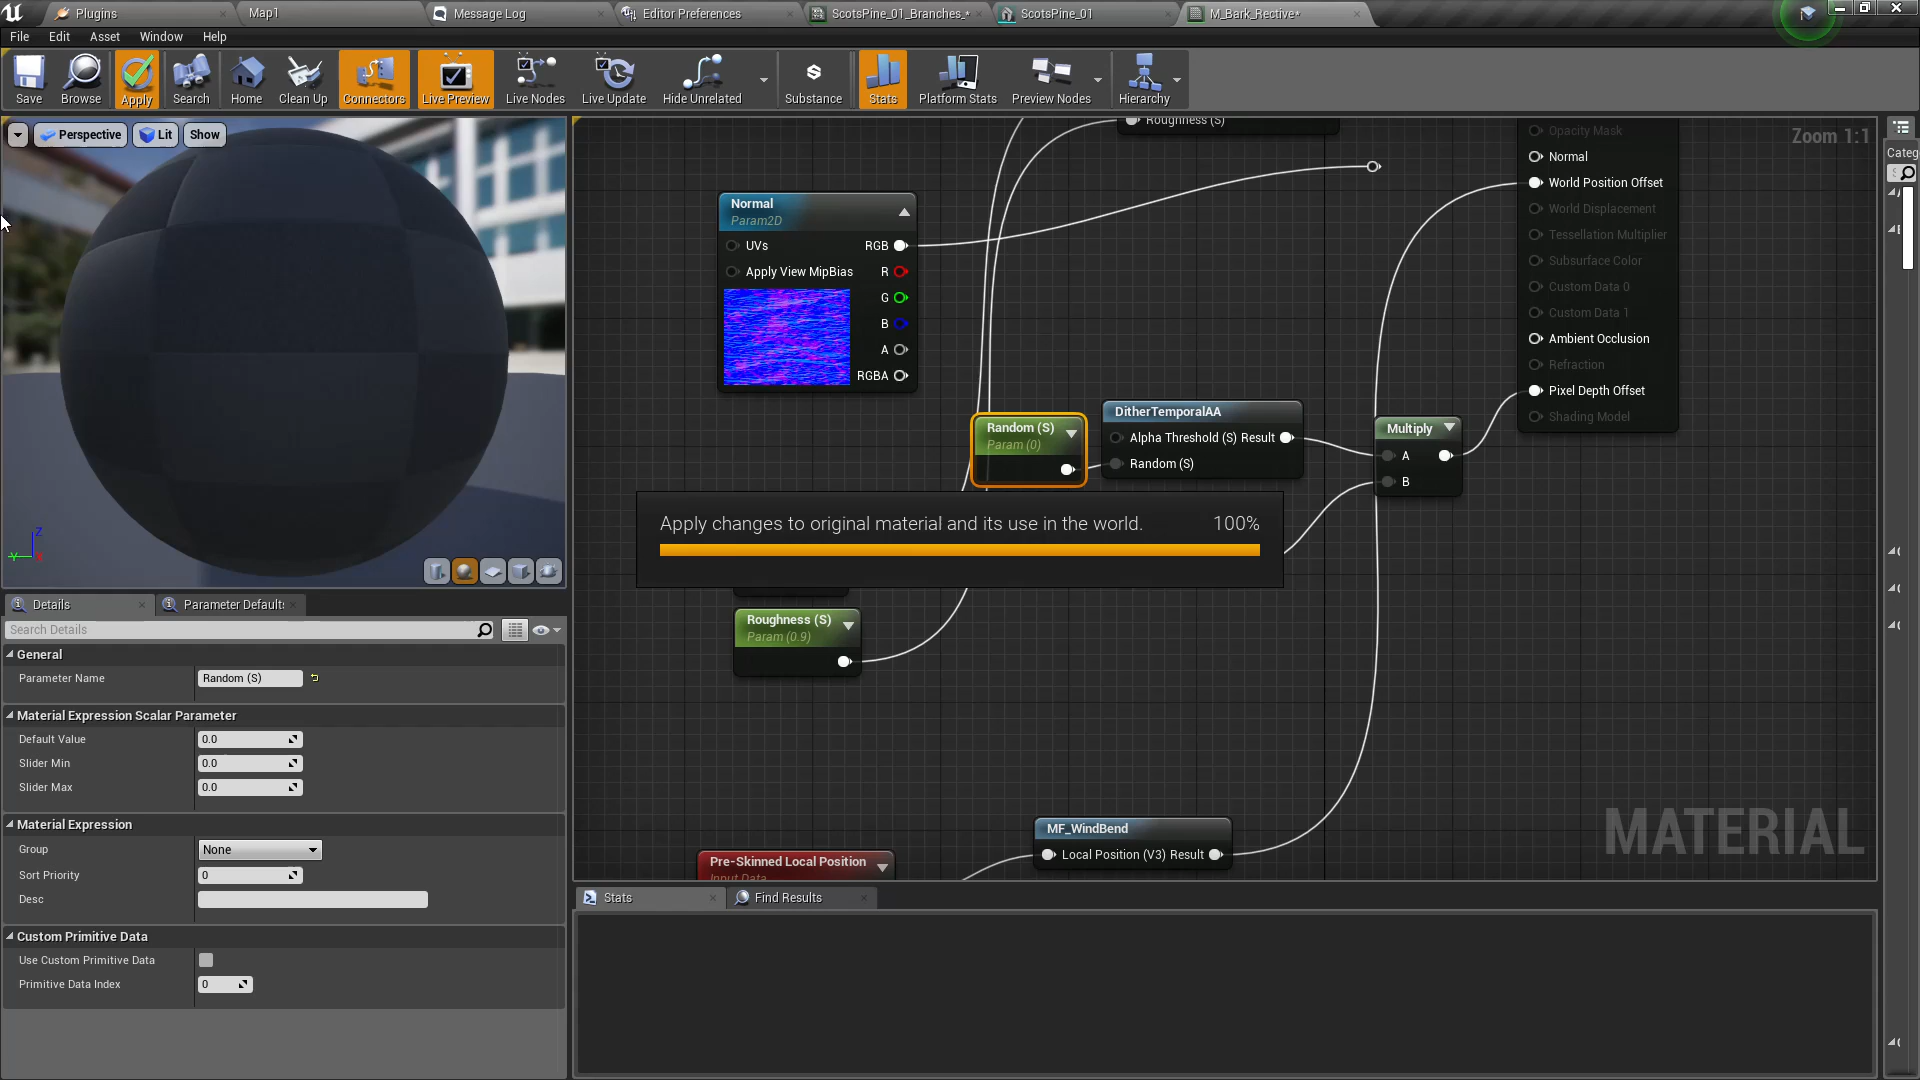 Plugins
Map1
Message Log
Editor Preferences
ScotsPine_01_Branches_*
ScotsPine_01
M_Bark_Rective*
File Edit Asset Window Help
Save
Browse
Apply
Search
Home
Clean Up
Connectors
Live Preview
Live Nodes
Live Update
Hide Unrelated
Substance
Stats
Platform Stats
Preview Nodes
Hierarchy
Perspective
Lit
Show
Z
Y
Zoom 1:1
Roughness (S)
Opacity Mask
Normal
World Position Offset
World Displacement
Tessellation Multiplier
Subsurface Color
Custom Data 0
Custom Data 1
Ambient Occlusion
Refraction
Pixel Depth Offset
Shading Model
Normal
Param2D
UVs RGB
Apply View MipBias R
G
B
A
RGBA
Random (S)
Param (0)
DitherTemporalAA
Alpha Threshold (S) Result
Random (S)
Multiply
A
B
Apply changes to original material and its use in the world. 100%
Roughness (S)
Param (0.9)
MF_WindBend
Local Position (V3) Result
Pre-Skinned Local Position
Input Data
MATERIAL
Categ
Details
Parameter Defaults
Search Details
General
Parameter Name Random (S)
Material Expression Scalar Parameter
Default Value 0.0
Slider Min 0.0
Slider Max 0.0
Material Expression
Group None
Sort Priority 0
Desc
Custom Primitive Data
Use Custom Primitive Data
Primitive Data Index 0
Stats
Find Results